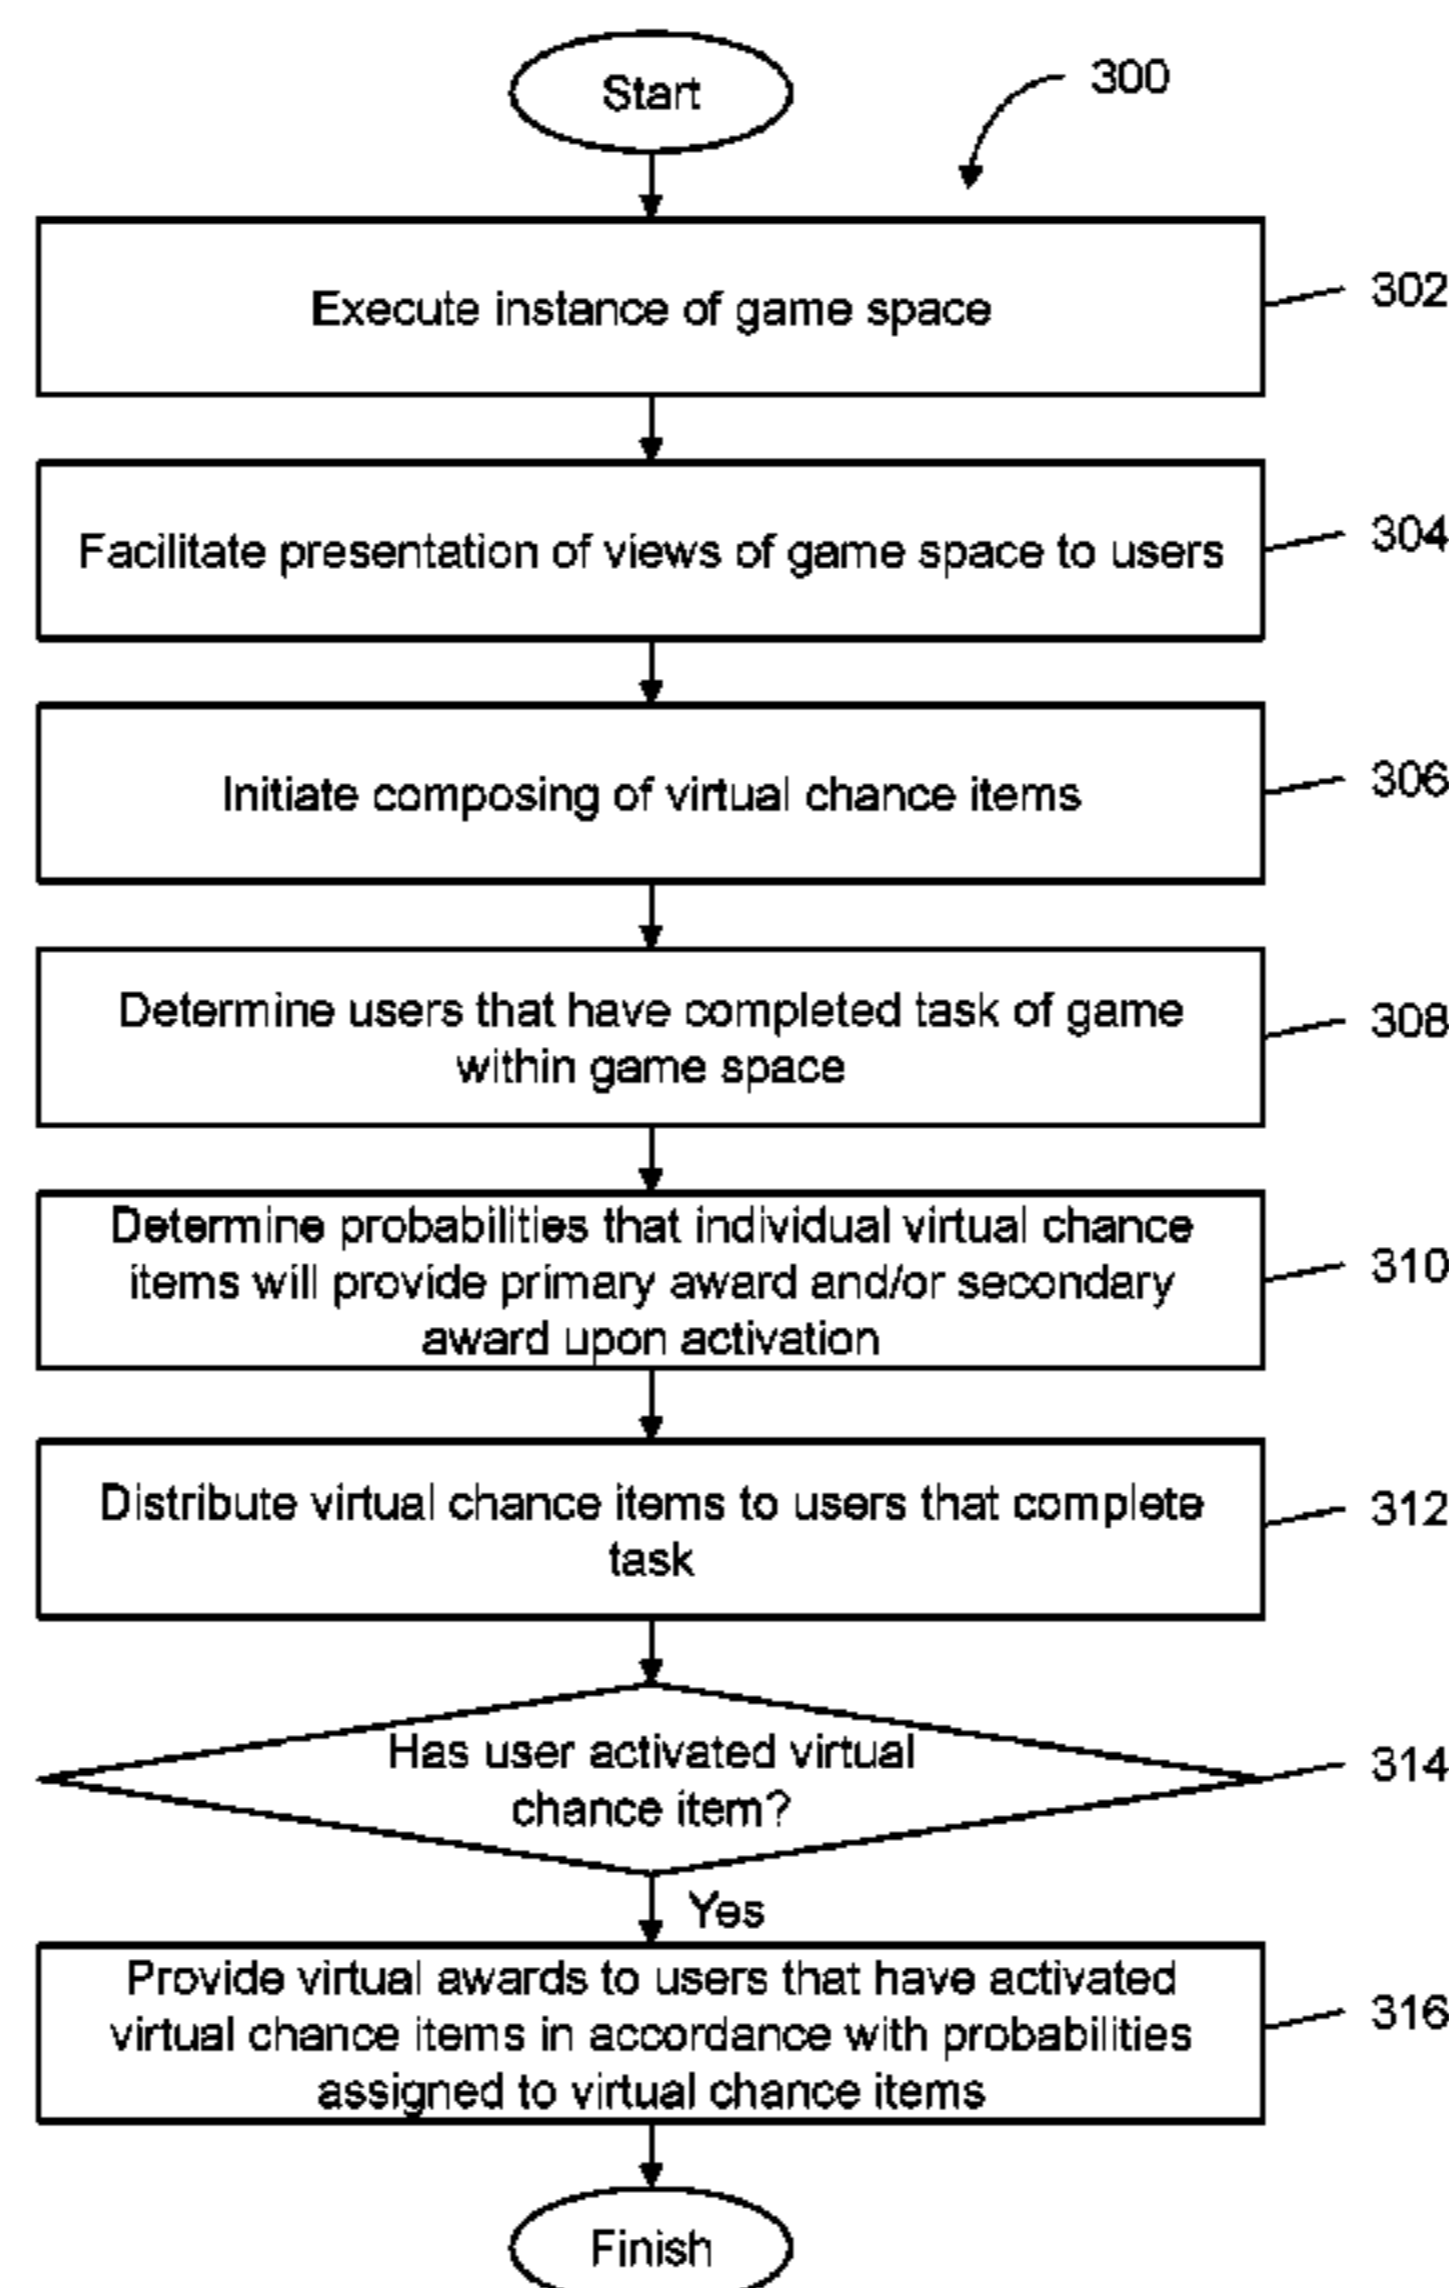 Start
300
Execute instance of game space
302
Facilitate presentation of views of game space to users
304
Initiate composing of virtual chance items
306
Determine users that have completed task of game
within game space
308
Determine probabilities that individual virtual chance
items will provide primary award and/or secondary
award upon activation
310
Distribute virtual chance items to users that complete
task
312
Has user activated virtual
chance item?
314
Yes
Provide virtual awards to users that have activated
virtual chance items in accordance with probabilities
assigned to virtual chance items
316
Finish